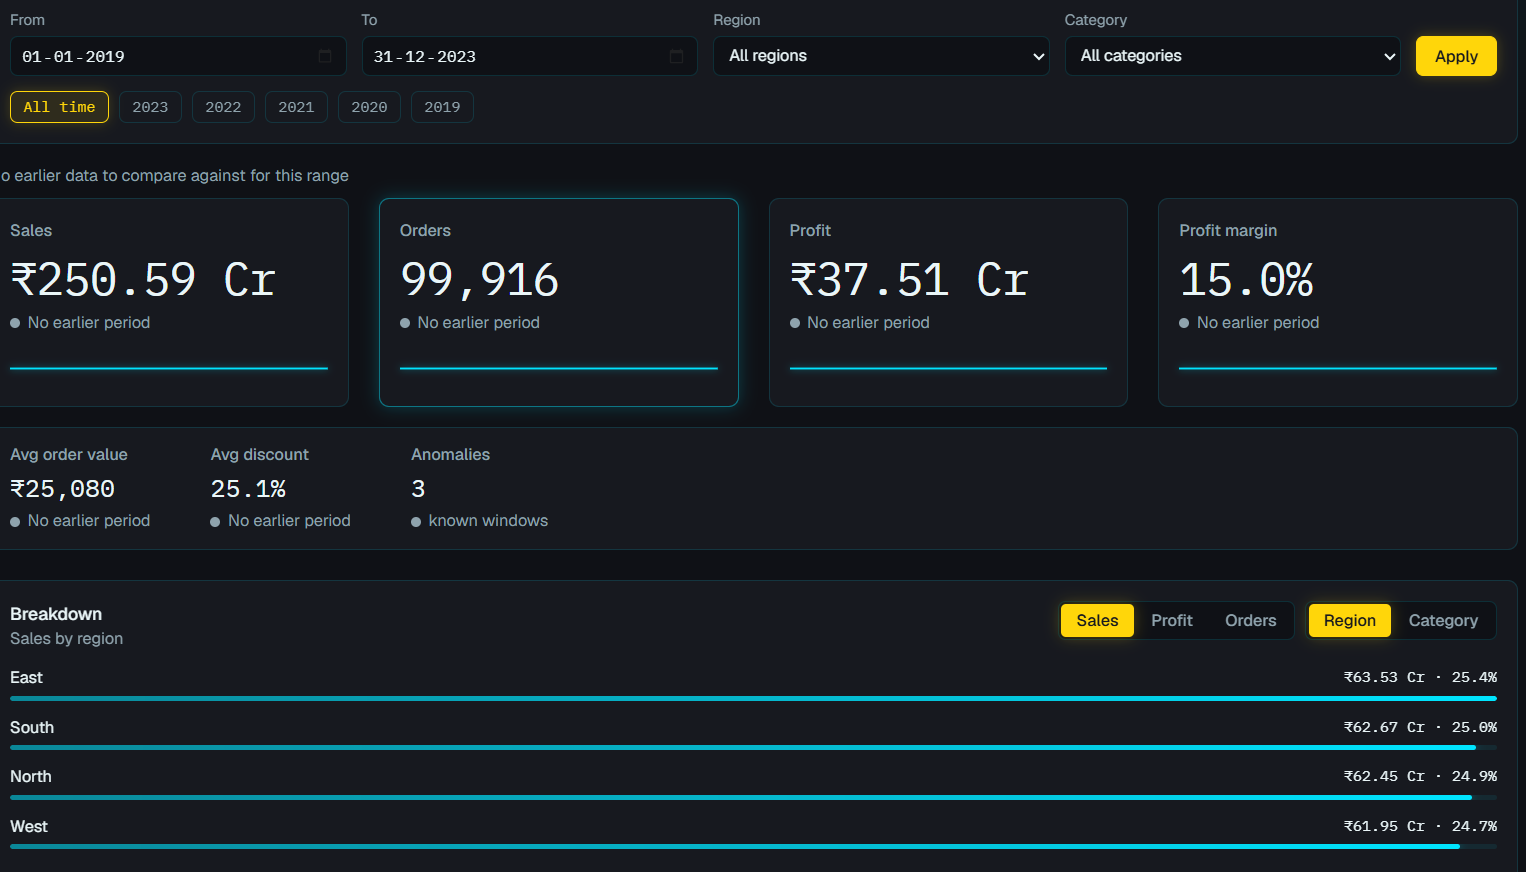 From To Region Category
01-01-2019 31-12-2023 All regions All categories Apply
All time 2023 2022 2021 2020 2019
o earlier data to compare against for this range
Sales Orders Profit Profit margin
₹250.59 Cr 99,916 ₹37.51 Cr 15.0%
No earlier period No earlier period No earlier period No earlier period
Avg order value Avg discount Anomalies
₹25,080 25.1% 3
No earlier period No earlier period known windows
Breakdown Sales Profit Orders Region Category
Sales by region
East ₹63.53 Cr · 25.4%
South ₹62.67 Cr · 25.0%
North ₹62.45 Cr · 24.9%
West ₹61.95 Cr · 24.7%